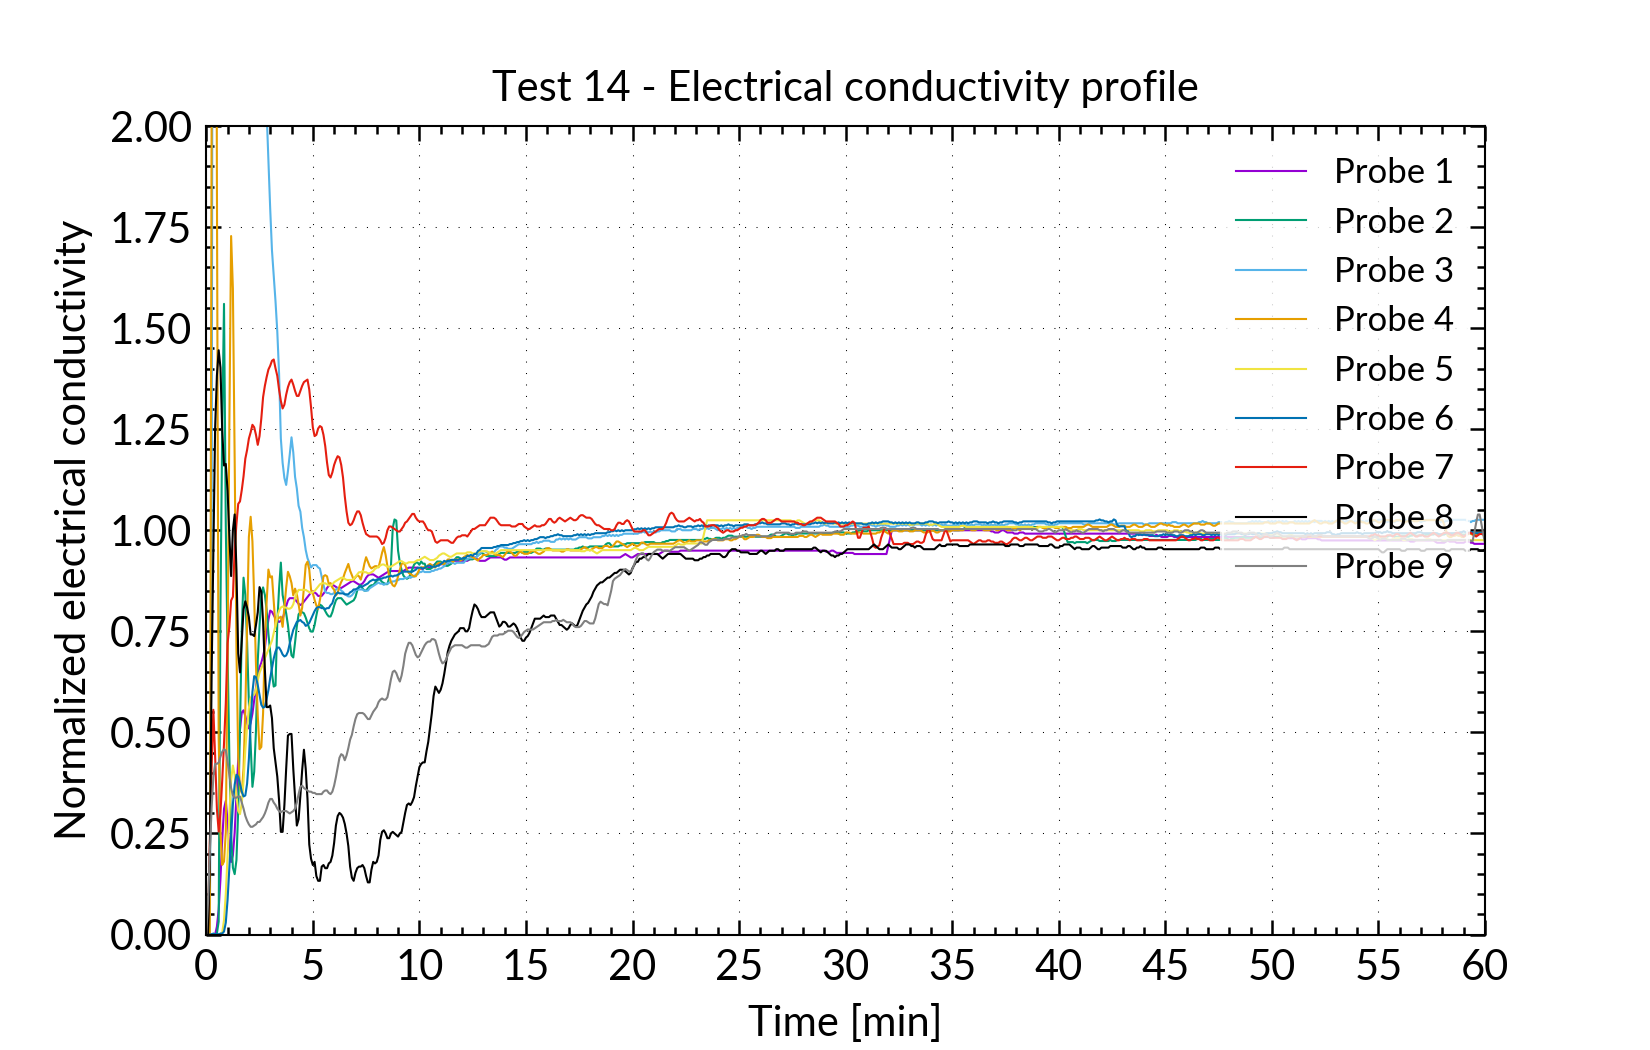 Test 14 - Electrical conductivity profile
Normalized electrical conductivity
2.00
1.75
1.50
1.25
1.00
0.75
0.50
0.25
0.00
Probe 1
Probe 2
Probe 3
Probe 4
Probe 5
Probe 6
Probe 7
Probe 8
Probe 9
0 5 10 15 20 25 30 35 40 45 50 55 60
Time [min]